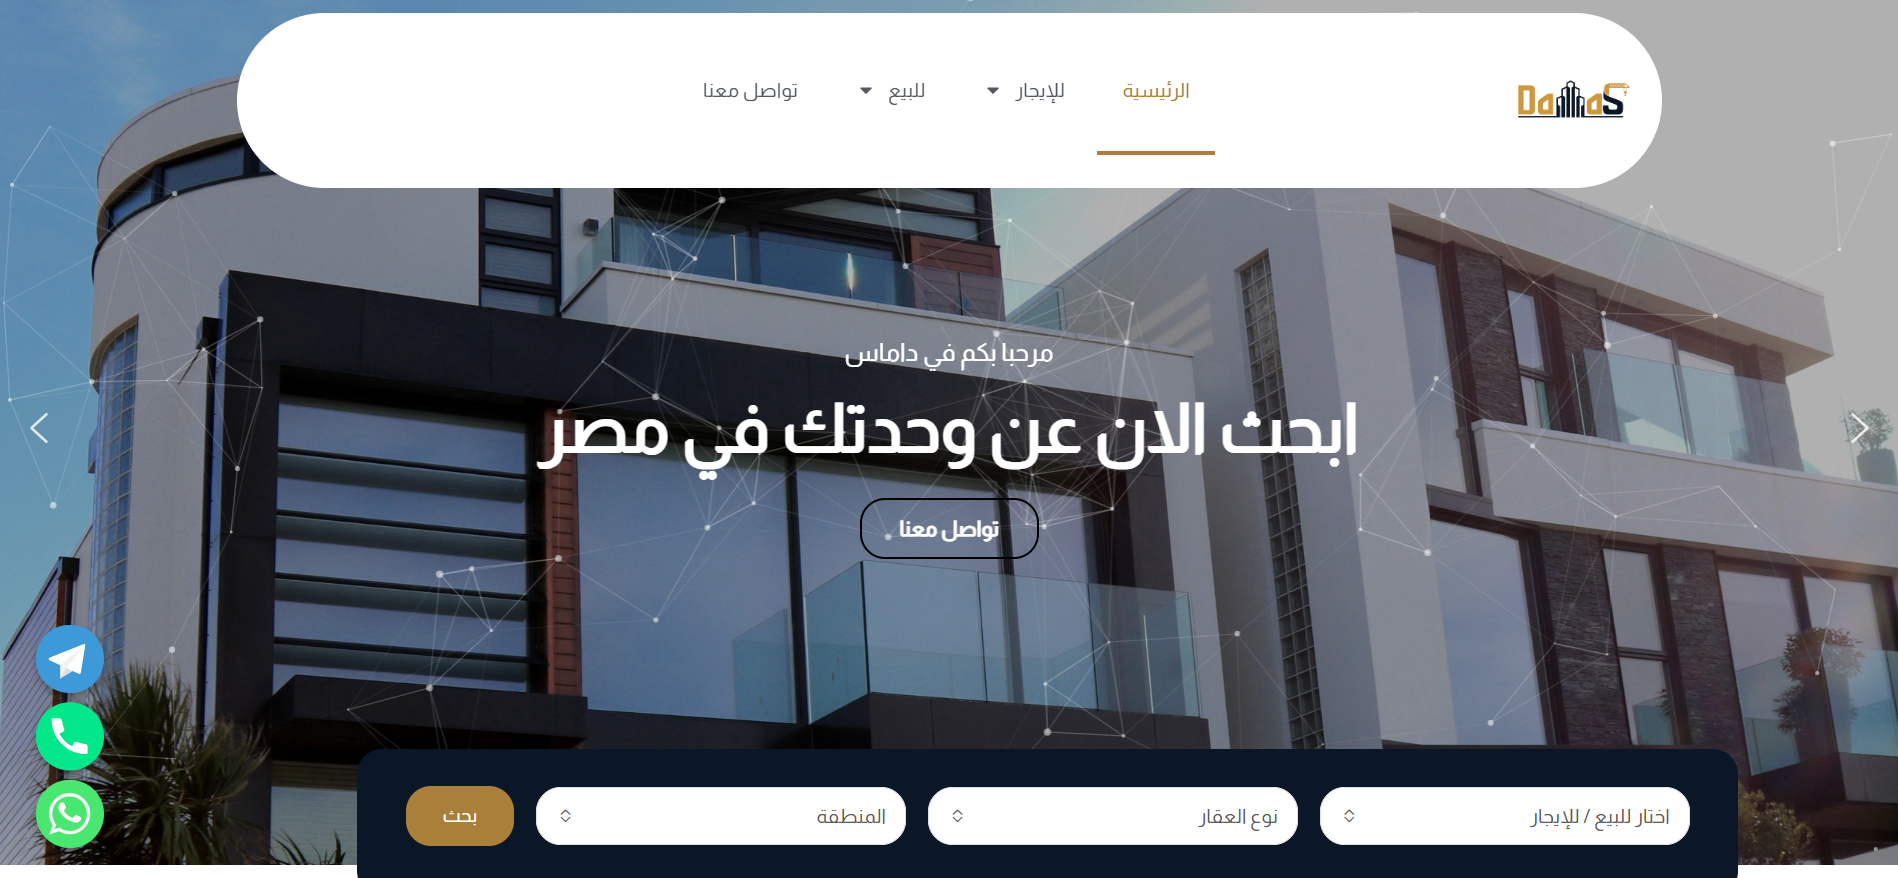 DamaS
الرئيسية
للإيجار
للبيع
تواصل معنا
مرحبا بكم في داماس
ابحث الان عن وحدتك في مصر
تواصل معنا
اختار للبيع / للإيجار
نوع العقار
المنطقة
بحث